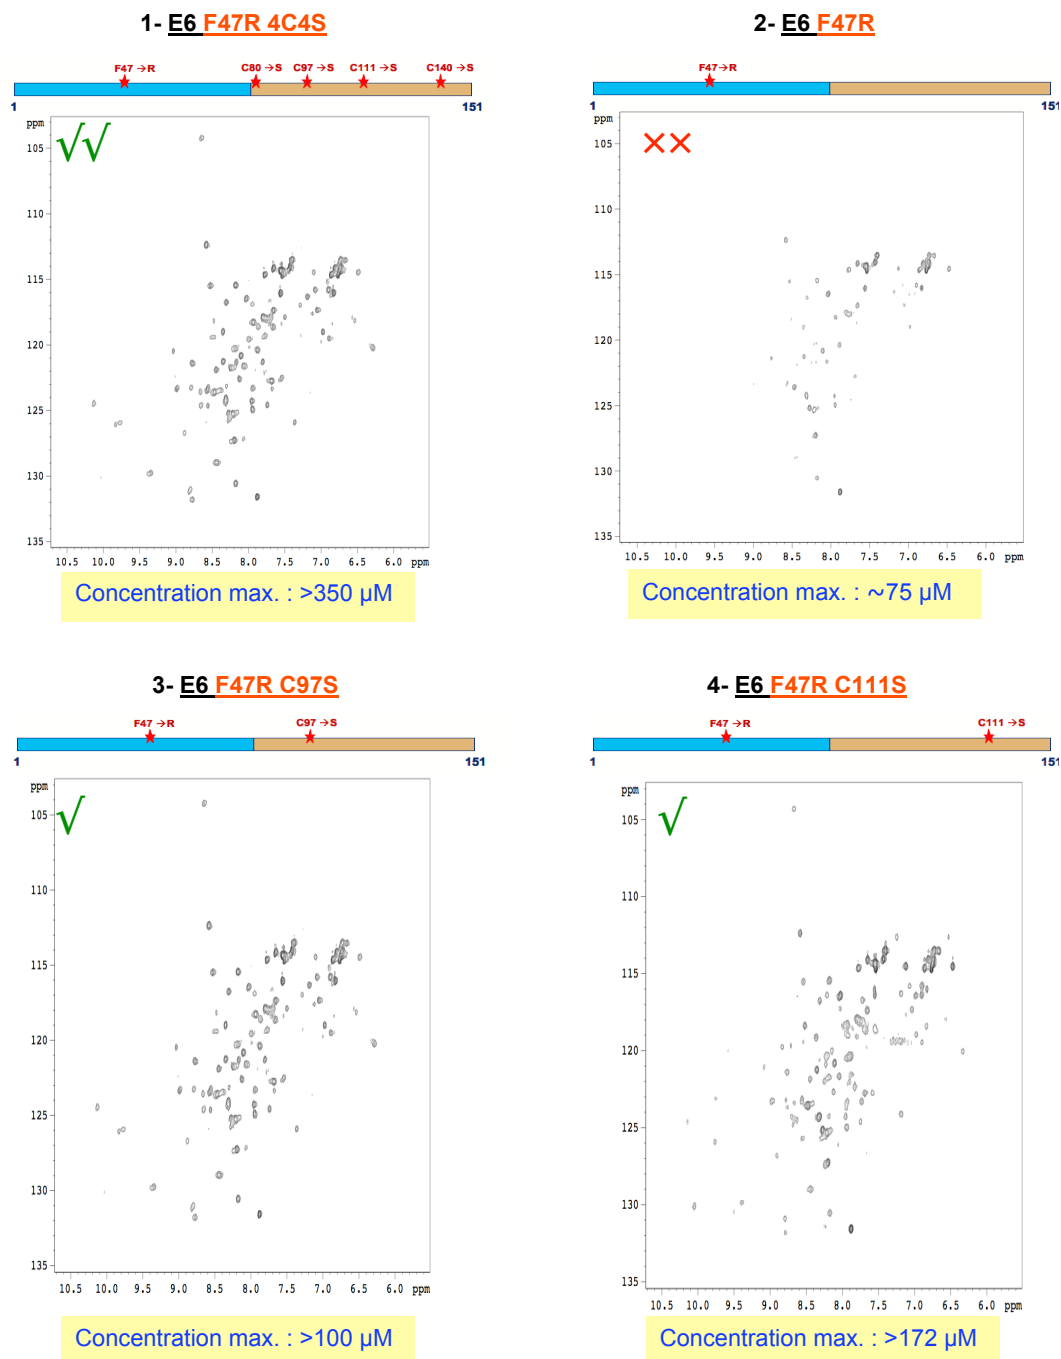 1- E6 F47R 4C4S
F47 →R C80 →S C97 →S C111 →S C140 →S
1 151
ppm
√√
105
110
115
120
125
130
135
10.5 10.0 9.5 9.0 8.5 8.0 7.5 7.0 6.5 6.0 ppm
Concentration max. : >350 µM
2- E6 F47R
F47→R
1 151
ppm
××
105
110
115
120
125
130
135
10.5 10.0 9.5 9.0 8.5 8.0 7.5 7.0 6.5 6.0 ppm
Concentration max. : ~75 µM
3- E6 F47R C97S
F47 →R C97 →S
1 151
ppm
√
105
110
115
120
125
130
135
10.5 10.0 9.5 9.0 8.5 8.0 7.5 7.0 6.5 6.0 ppm
Concentration max. : >100 µM
4- E6 F47R C111S
F47 →R C111 →S
1 151
ppm
√
105
110
115
120
125
130
135
10.5 10.0 9.5 9.0 8.5 8.0 7.5 7.0 6.5 6.0 ppm
Concentration max. : >172 µM